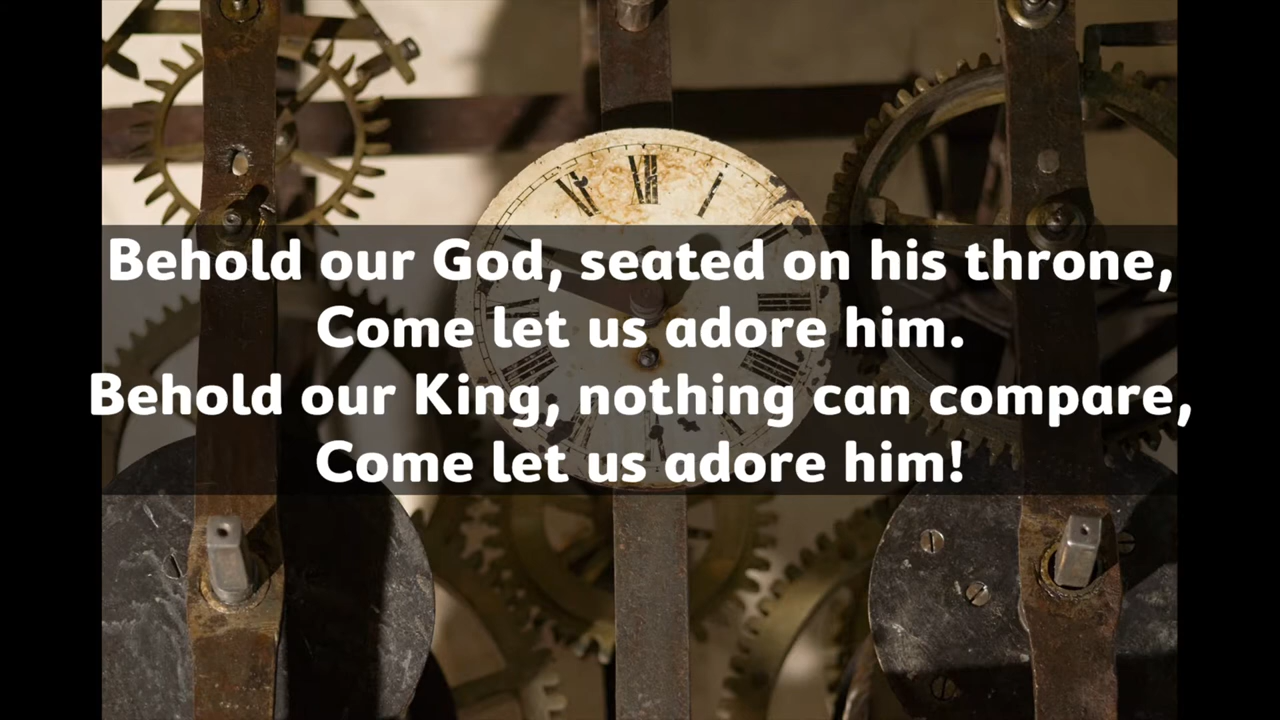 Behold our God, seated on his throne,
Come let us adore him.
Behold our King, nothing can compare,
Come let us adore him!